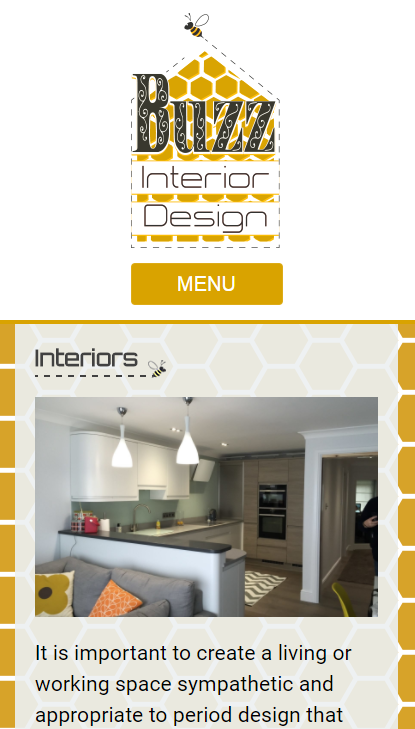 Buzz
Interior
Design
MENU
Interiors
It is important to create a living or
working space sympathetic and
appropriate to period design that